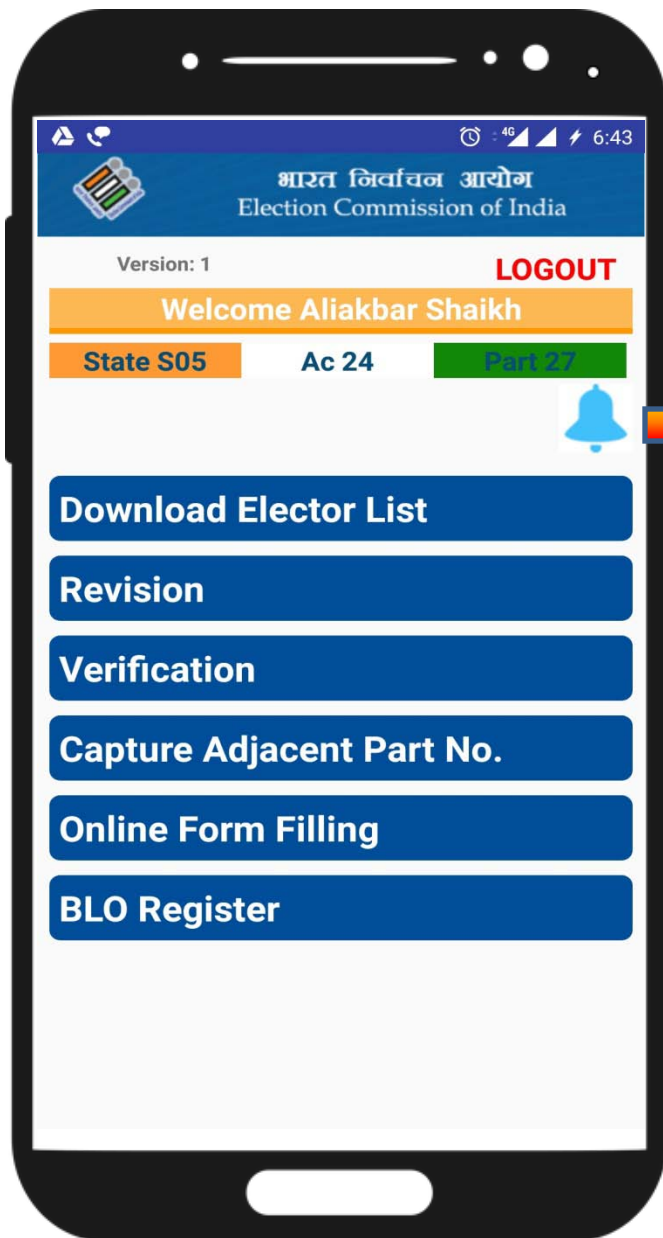 4G 6:43
भारत निर्वाचन आयोग
Election Commission of India
Version: 1 LOGOUT
Welcome Aliakbar Shaikh
State S05 Ac 24 Part 27
Download Elector List
Revision
Verification
Capture Adjacent Part No.
Online Form Filling
BLO Register